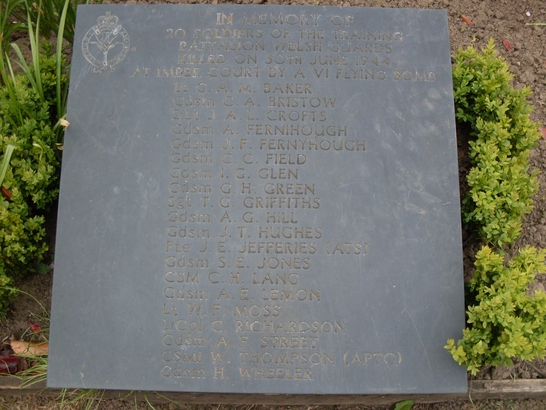 IN MEMORY OF
20 SOLDIERS OF THE TRAINING
BATTALION WELSH GUARDS
KILLED ON 30TH JUNE 1944
AT IMBER COURT BY A V1 FLYING BOMB
M. BAKER
Gdsm C. A. BRISTOW
J. A. L. CROFTS
Gdsm A. FERNIHOUGH
Gdsm J. F. FERNYHOUGH
Gdsm C. FIELD
Gdsm GLEN
Gdsm G. H. GREEN
Sgt T. G. GRIFFITHS
Gdsm A. G. HILL
Gdsm J. T. HUGHES
Pte J. E. JEFFERIES (ATS)
Gdsm S. E. JONES
CSM C. H. LANG
Gdsm A. E. LEMON
Lt W. F. MOSS
L/Cpl C. RICHARDSON
Gdsm A. F. STREET
CSMI W. THOMPSON (APTC)
Gdsm H. WHEELER